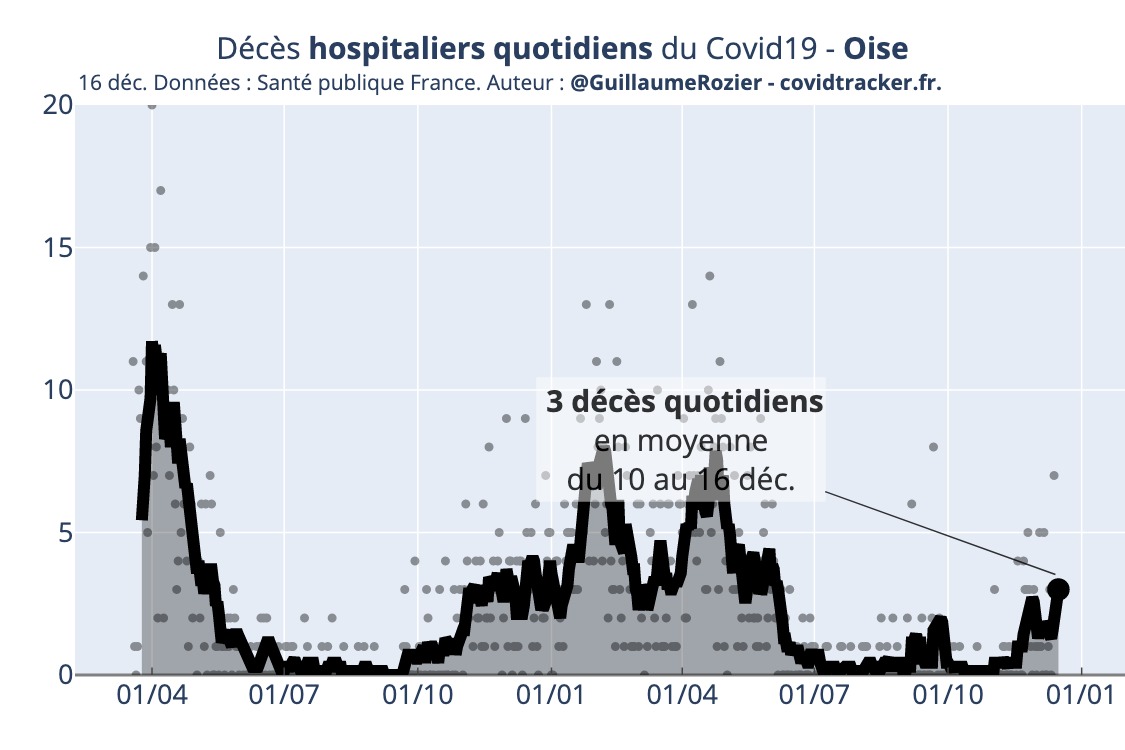 Décès hospitaliers quotidiens du Covid19 - Oise
16 déc. Données : Santé publique France. Auteur : @GuillaumeRozier - covidtracker.fr.
20
15
10
5
0
3 décès quotidiens
en moyenne
du 10 au 16 déc.
01/04 01/07 01/10 01/01 01/04 01/07 01/10 01/01